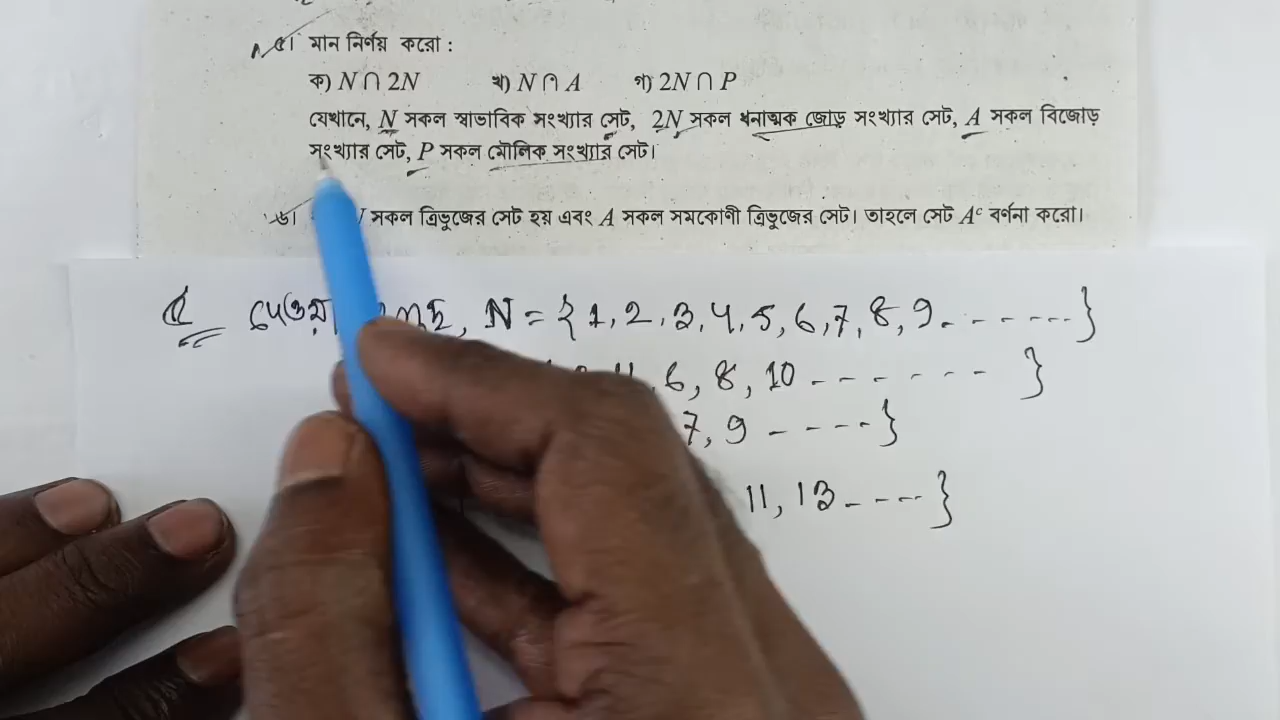 ৫। মান নির্ণয় করো :
ক) N ∩ 2N খ) N ∩ A গ) 2N ∩ P
যেখানে, N সকল স্বাভাবিক সংখ্যার সেট, 2N সকল ধনাত্মক জোড় সংখ্যার সেট, A সকল বিজোড়
সংখ্যার সেট, P সকল মৌলিক সংখ্যার সেট।
৬। সকল ত্রিভুজের সেট হয় এবং A সকল সমকোণী ত্রিভুজের সেট। তাহলে সেট Aᶜ বর্ণনা করো।
৫ N = {1, 2, 3, 4, 5, 6, 7, 8, 9 - - - - - - }
, 6, 8, 10 - - - - - - - }
7, 9 - - - - - }
11, 13 - - - - }